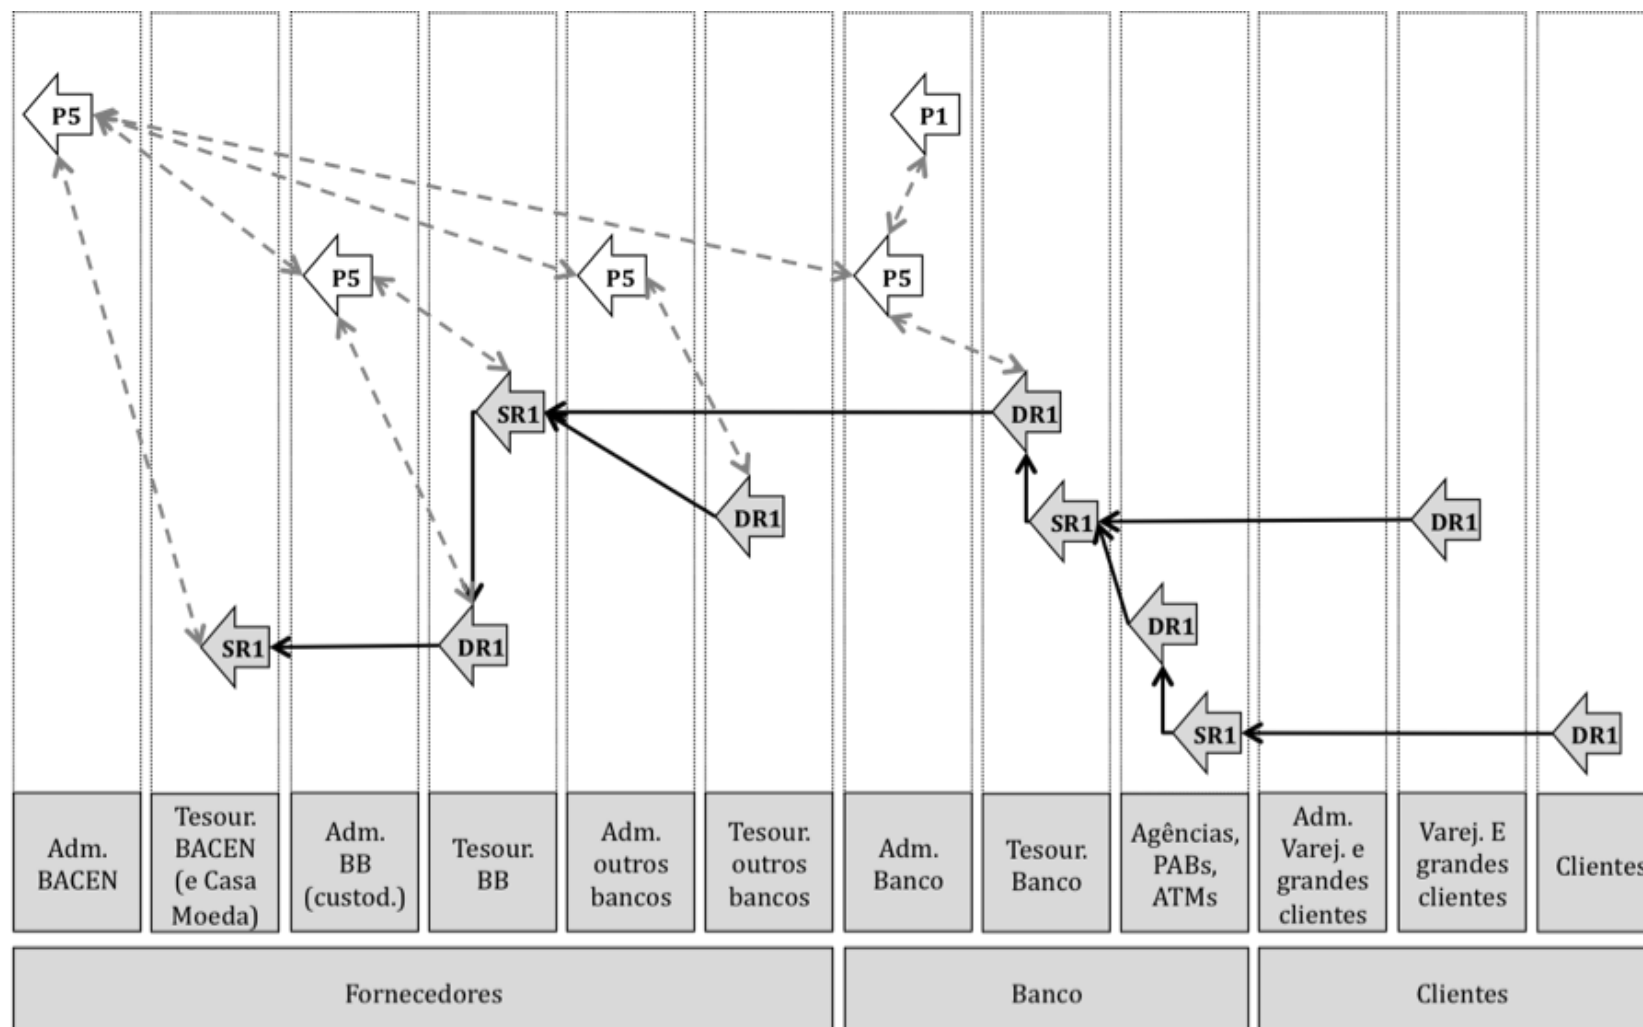 P5
P1
P5
P5
P5
SR1
DR1
DR1
SR1
DR1
DR1
SR1
DR1
SR1
DR1
Adm.
BACEN
Tesour.
BACEN
(e Casa
Moeda)
Adm.
BB
(custod.)
Tesour.
BB
Adm.
outros
bancos
Tesour.
outros
bancos
Adm.
Banco
Tesour.
Banco
Agências,
PABs,
ATMs
Adm.
Varej. e
grandes
clientes
Varej. E
grandes
clientes
Clientes
Fornecedores
Banco
Clientes